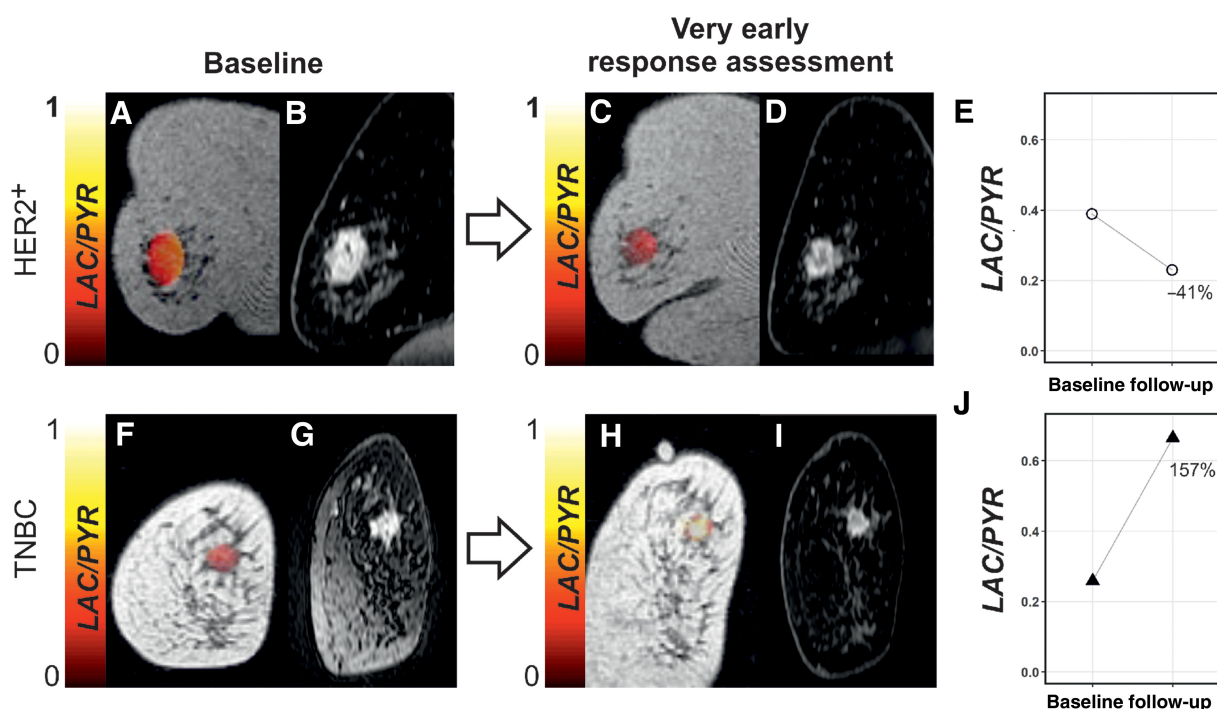 Baseline
Very early
response assessment
HER2+
1
LAC/PYR
0
A
B
1
LAC/PYR
0
C
D
E
LAC/PYR
0.6
0.4
0.2
0.0
–41%
Baseline follow-up
TNBC
1
LAC/PYR
0
F
G
1
LAC/PYR
0
H
I
J
LAC/PYR
0.6
0.4
0.2
0.0
157%
Baseline follow-up